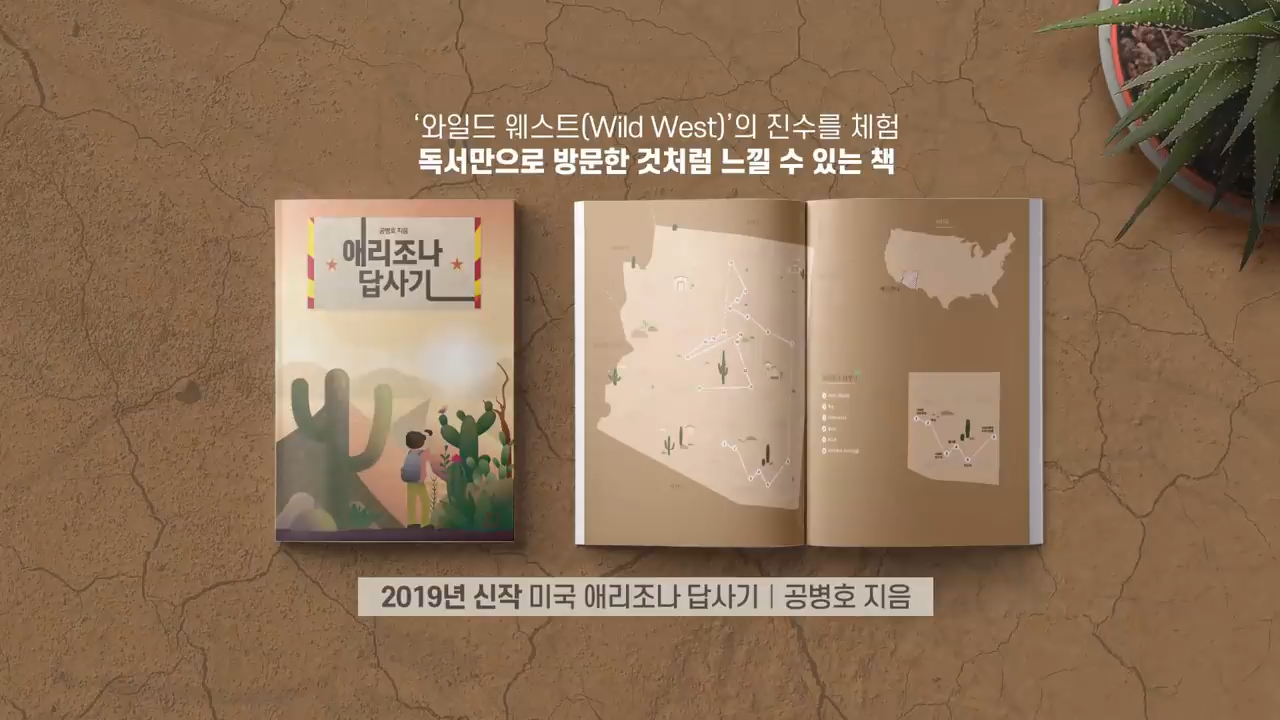 ‘와일드 웨스트(Wild West)’의 진수를 체험
독서만으로 방문한 것처럼 느낄 수 있는 책
공병호 지음
애리조나
답사기
2019년 신작 미국 애리조나 답사기 | 공병호 지음